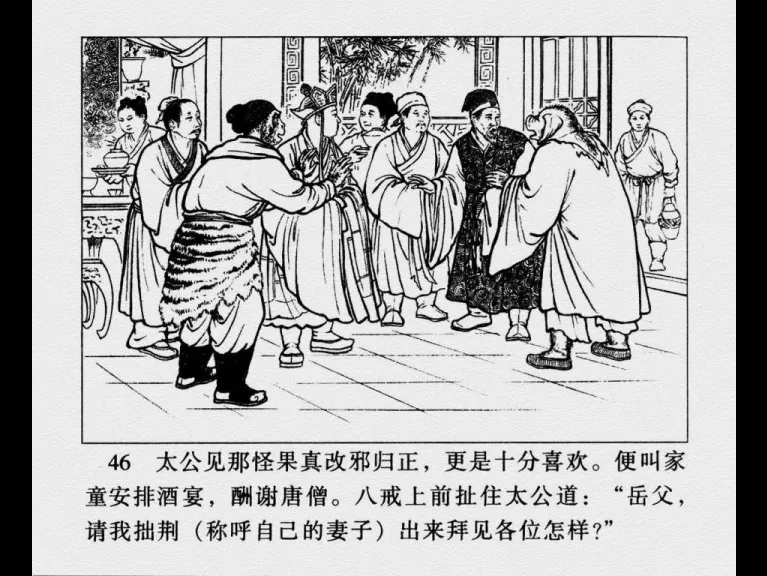 46 太公见那怪果真改邪归正，更是十分喜欢。便叫家
童安排酒宴，酬谢唐僧。八戒上前扯住太公道：“岳父，
请我拙荆（称呼自己的妻子）出来拜见各位怎样？”